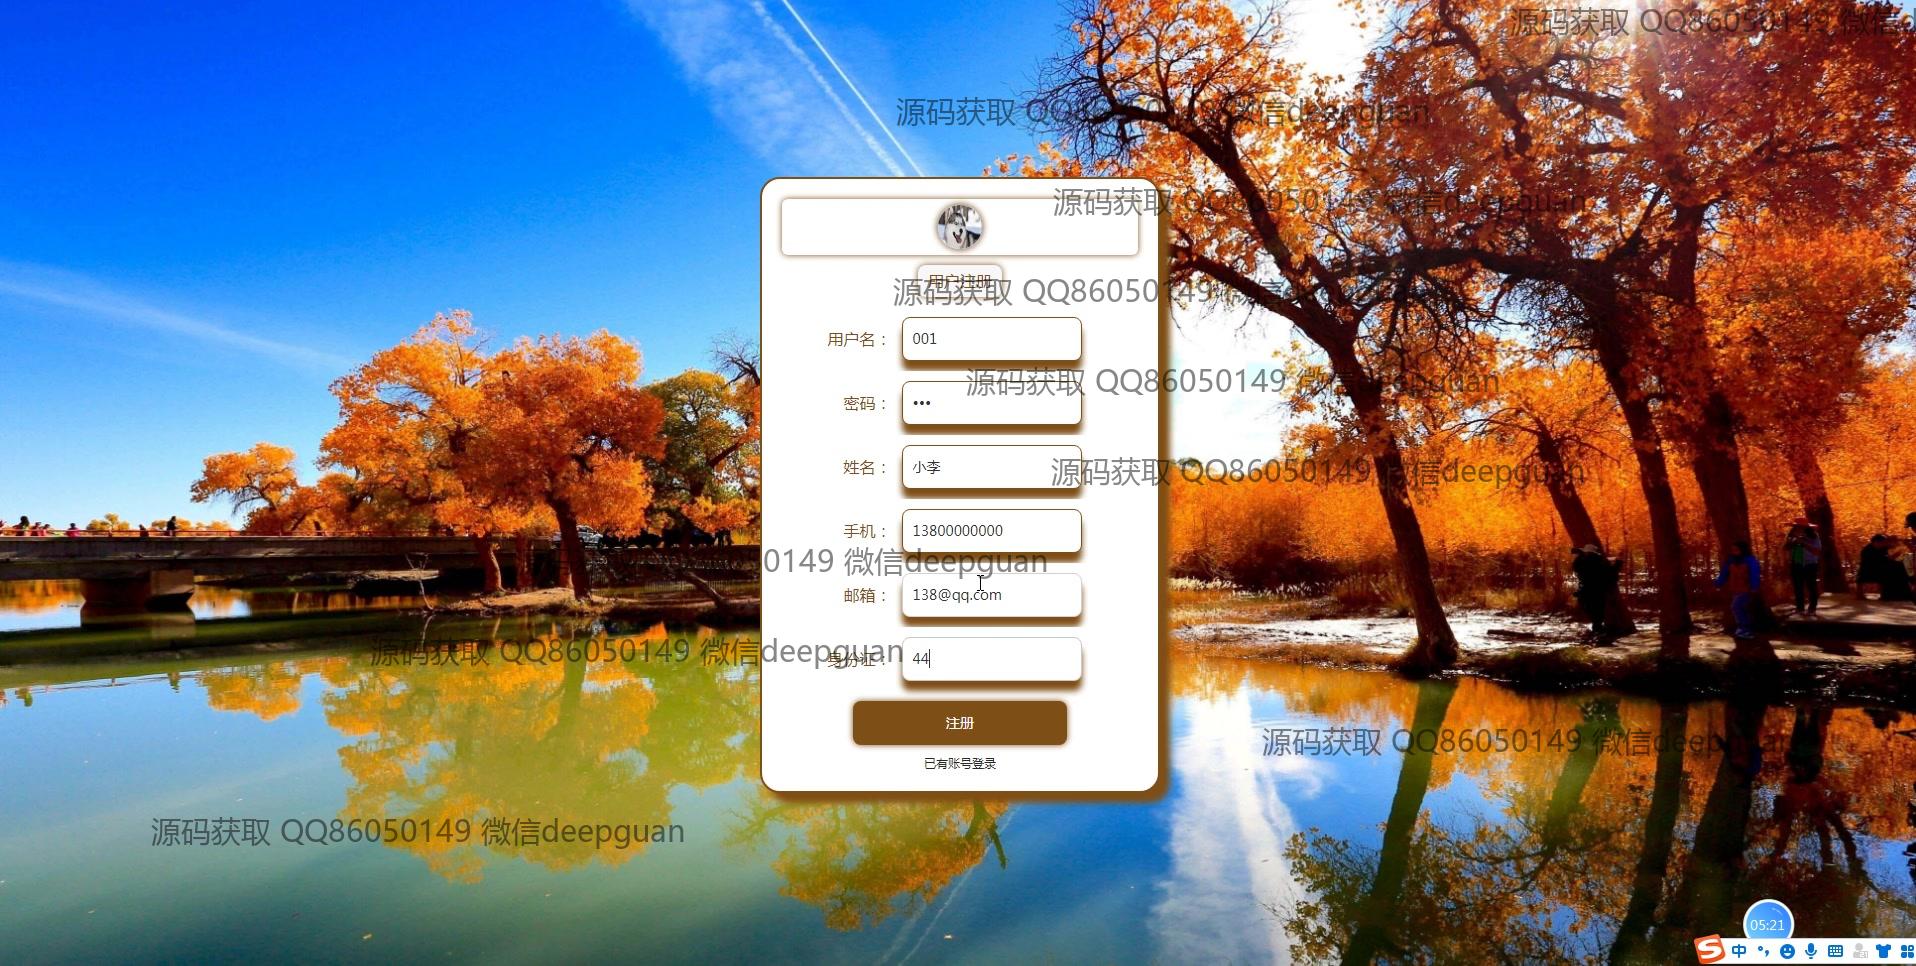 源码获取 QQ86050149 微信d
源码获取 QQ86050149 微信deepguan
源码获取 QQ86050149 微信deepguan
用户注册
源码获取 QQ86050149 微信
用户名： 001
源码获取 QQ86050149 微信deepguan
密码： •••
姓名： 小李
源码获取 QQ86050149 微信deepguan
手机： 13800000000
0149 微信deepguan
邮箱： 138@qq.com
源码获取 QQ86050149 微信deepguan
身份证： 44
注册
源码获取 QQ86050149 微信deepguan
已有账号登录
源码获取 QQ86050149 微信deepguan
05:21
中